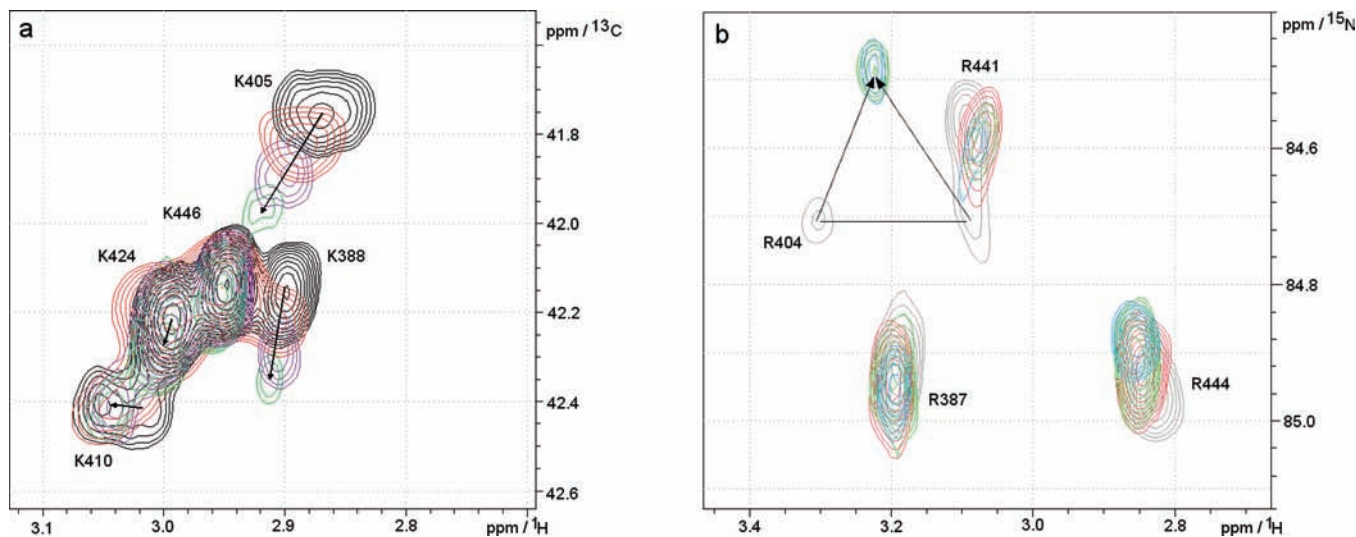 a
ppm / 13C
K405
41.8
K446
42.0
K424
K388
42.2
42.4
K410
42.6
3.1 3.0 2.9 2.8 ppm / 1H
b
ppm / 15N
R441
84.6
R404
84.8
R387
R444
85.0
3.4 3.2 3.0 2.8 ppm / 1H